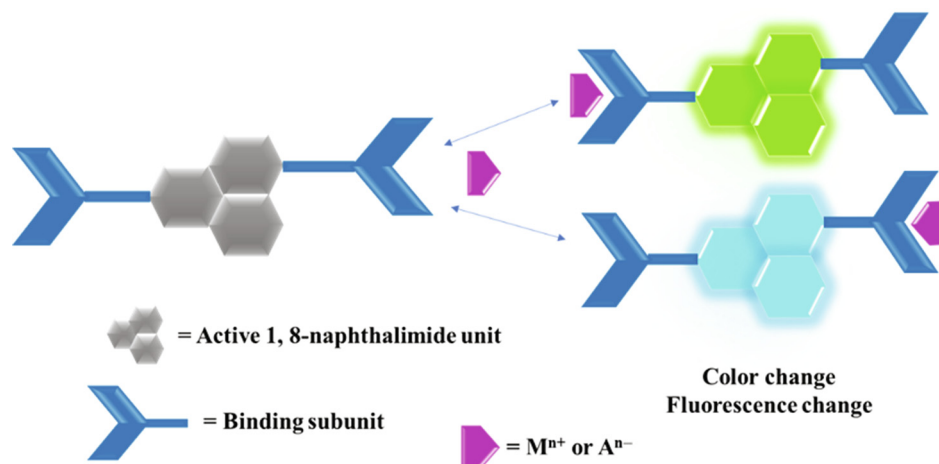 = Active 1, 8-naphthalimide unit
Color change
Fluorescence change
= Binding subunit
= Mⁿ⁺ or Aⁿ⁻